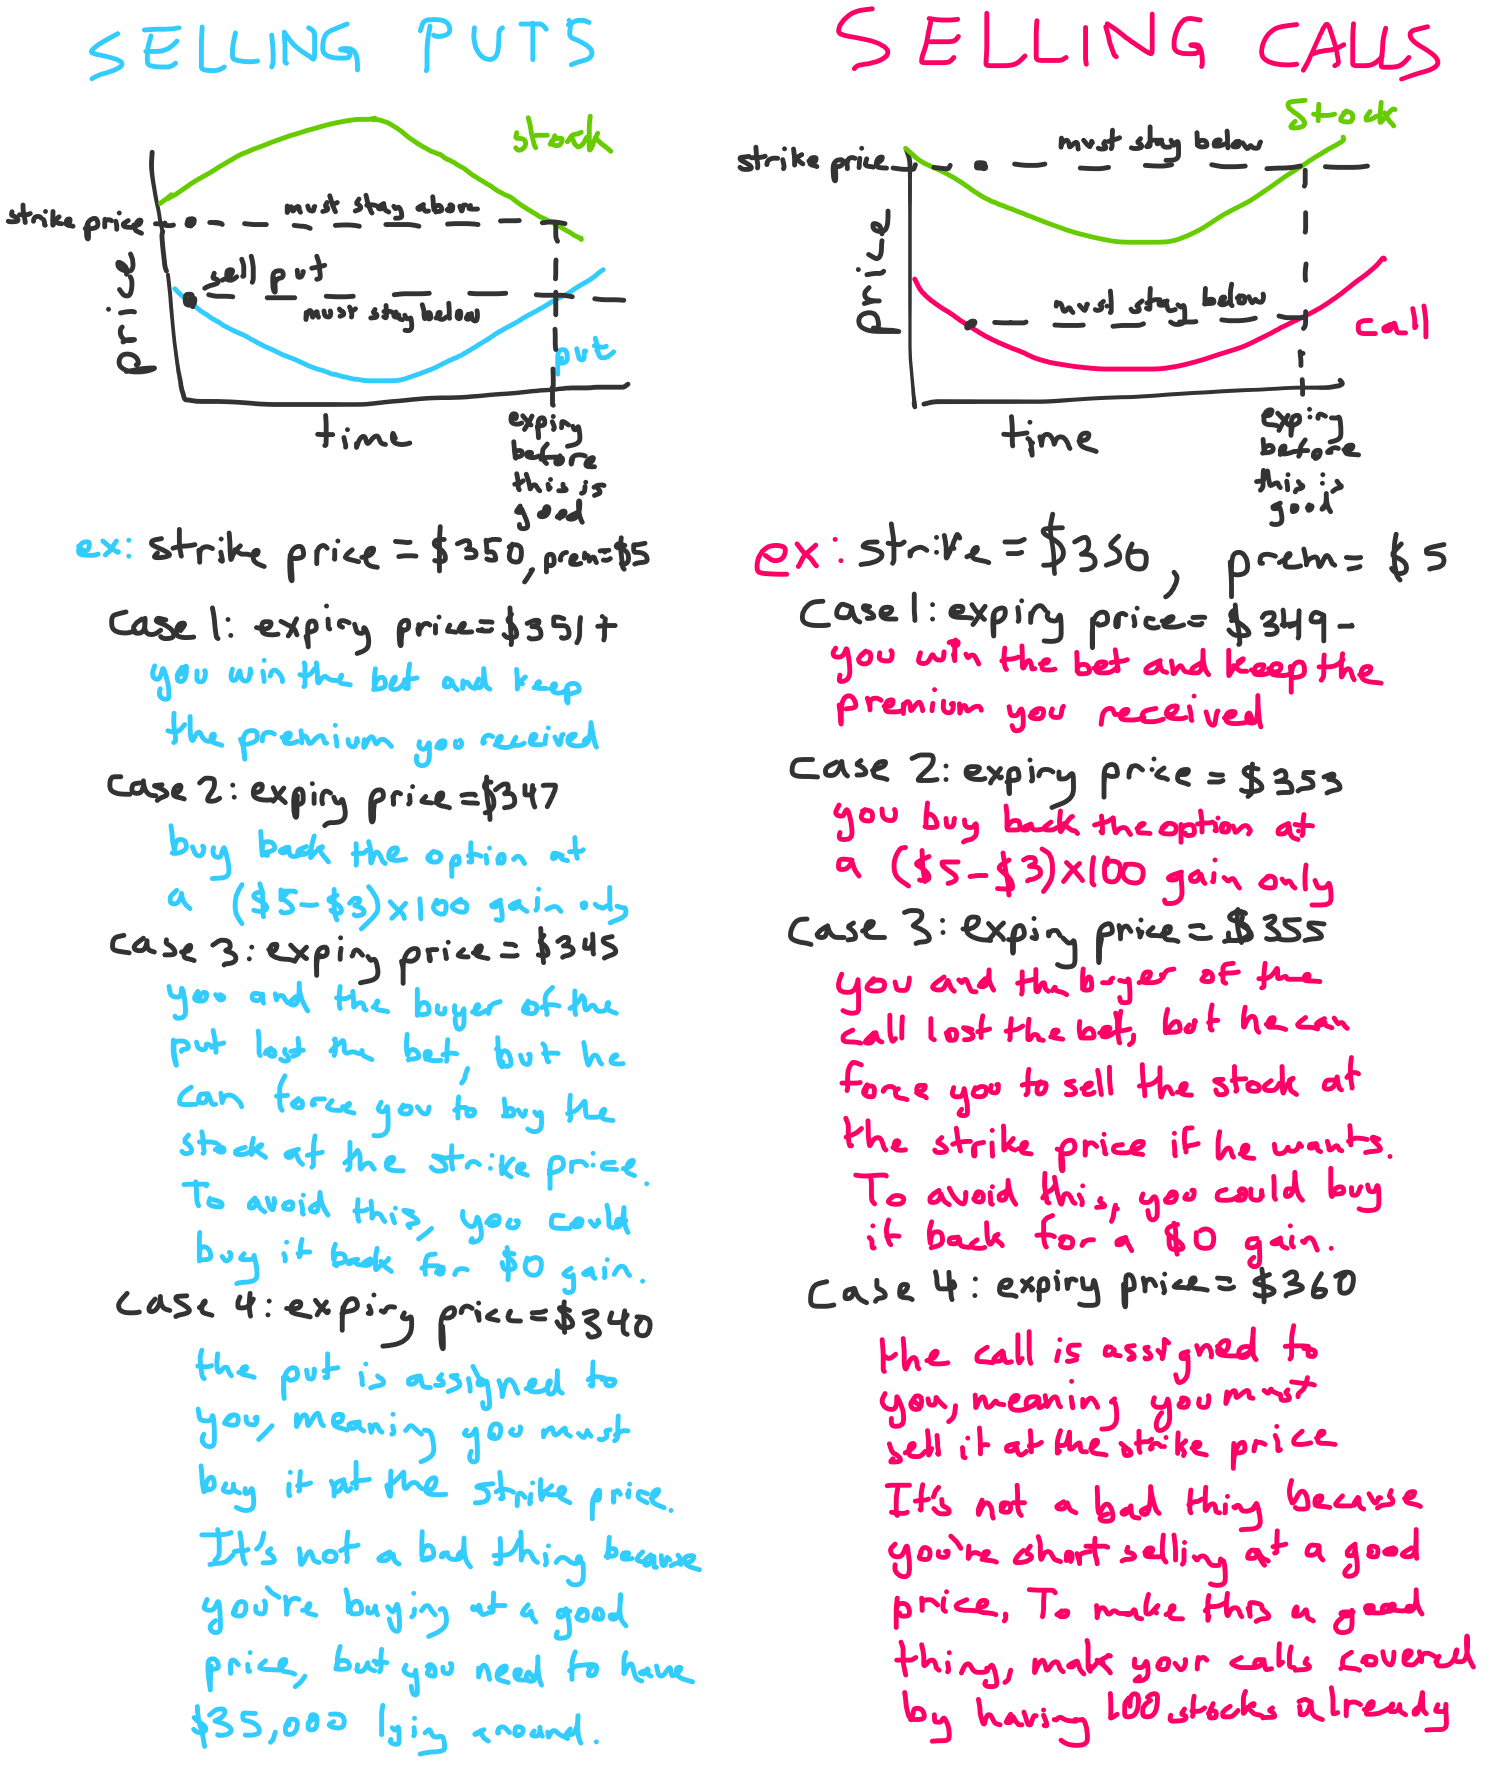 SELLING PUTS
stock
strike price
must stay above
sell put
must stay below
price
put
time
expiry
before
this is
good
ex: strike price = $350, prem=$5
Case 1: expiry price=$351+
you win the bet and keep
the premium you received
Case 2: expiry price=$347
buy back the option at
a ($5-$3)x100 gain only
Case 3: expiry price = $345
you and the buyer of the
put lost the bet, but he
can force you to buy the
stock at the strike price.
To avoid this, you could
buy it back for $0 gain.
Case 4: expiry price=$340
the put is assigned to
you, meaning you must
buy it at the strike price.
It's not a bad thing because
you're buying at a good
price, but you need to have
$35,000 lying around.
SELLING CALLS
Stock
strike price
must stay below
price
must stay below
call
time
expiry
before
this is
good
ex: strike = $350, prem= $5
Case 1: expiry price= $349-
you win the bet and keep the
premium you received
Case 2: expiry price = $353
you buy back the option at
a ($5-$3)x100 gain only
Case 3: expiry price = $355
you and the buyer of the
call lost the bet, but he can
force you to sell the stock at
the strike price if he wants.
To avoid this, you could buy
it back for a $0 gain.
Case 4: expiry price= $360
the call is assigned to
you, meaning you must
sell it at the strike price
It's not a bad thing because
you're short selling at a good
price, To make this a good
thing, make your calls covered
by having 100 stocks already